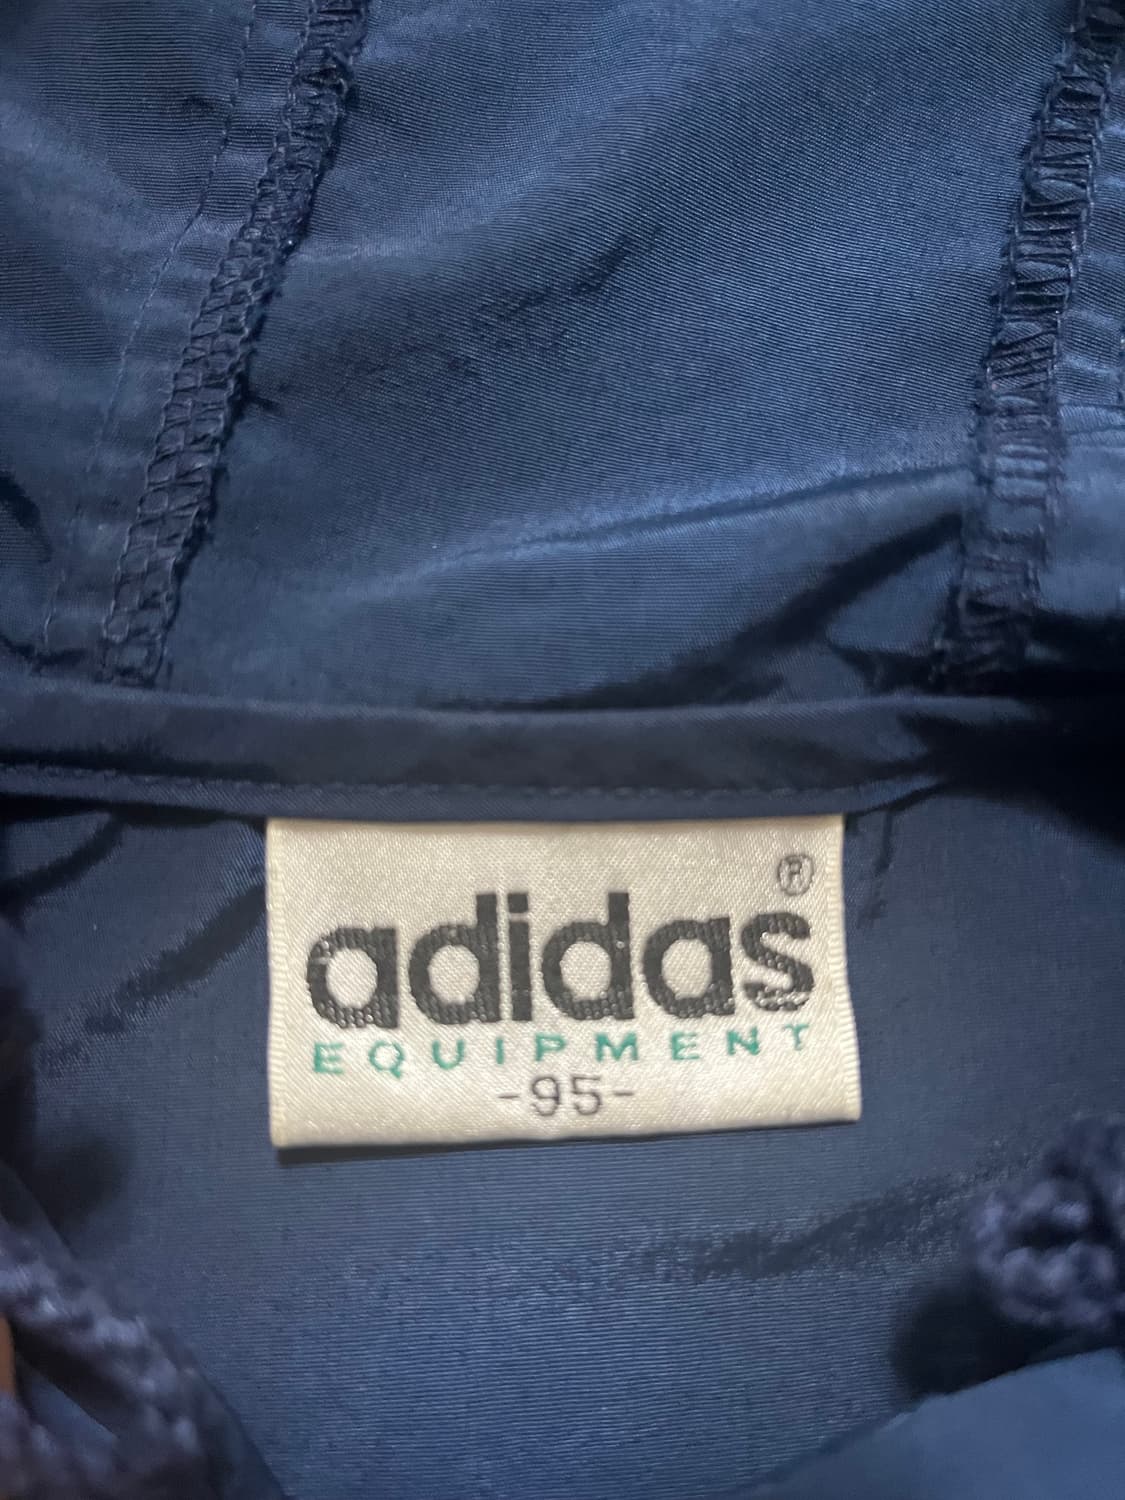 ®
adidas
EQUIPMENT
-95-